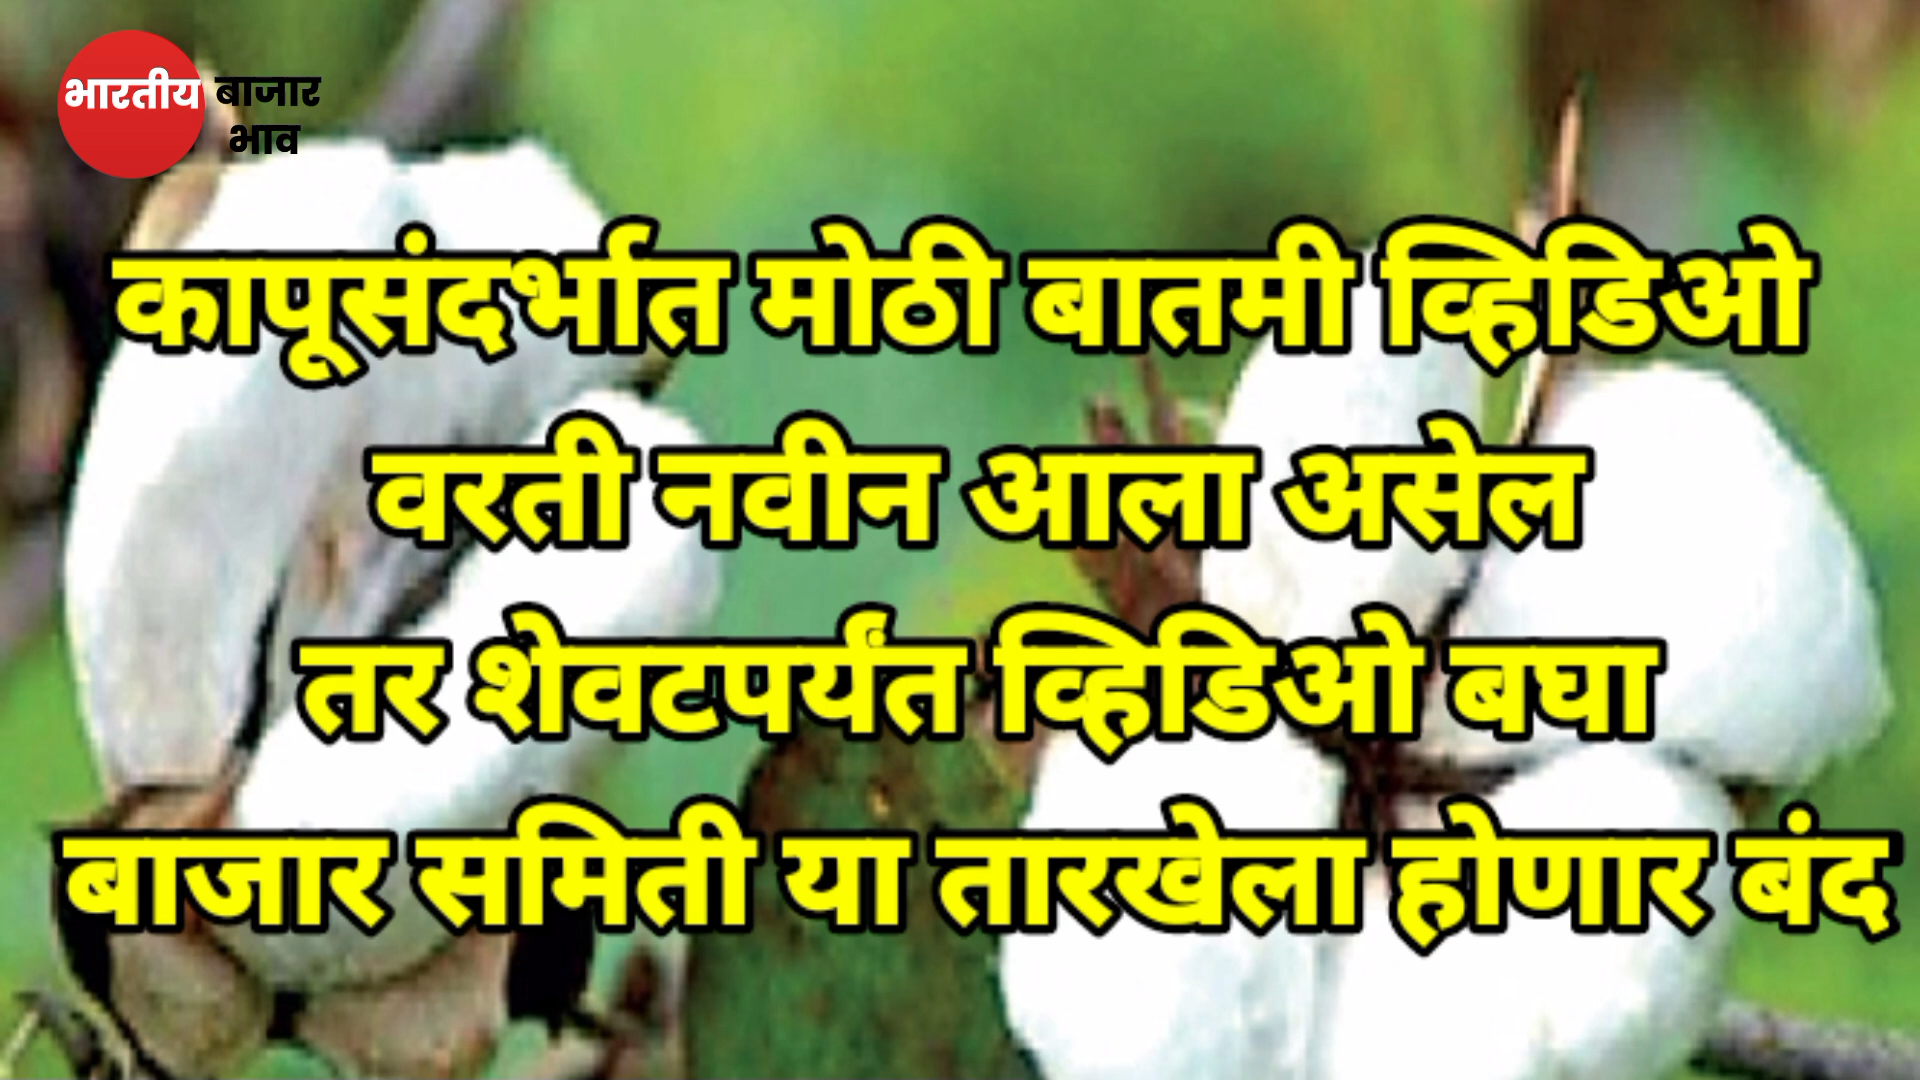 भारतीय बाजार
भाव
कापूसंदर्भात मोठी बातमी व्हिडिओ
वरती नवीन आला असेल
तर शेवटपर्यंत व्हिडिओ बघा
बाजार समिती या तारखेला होणार बंद